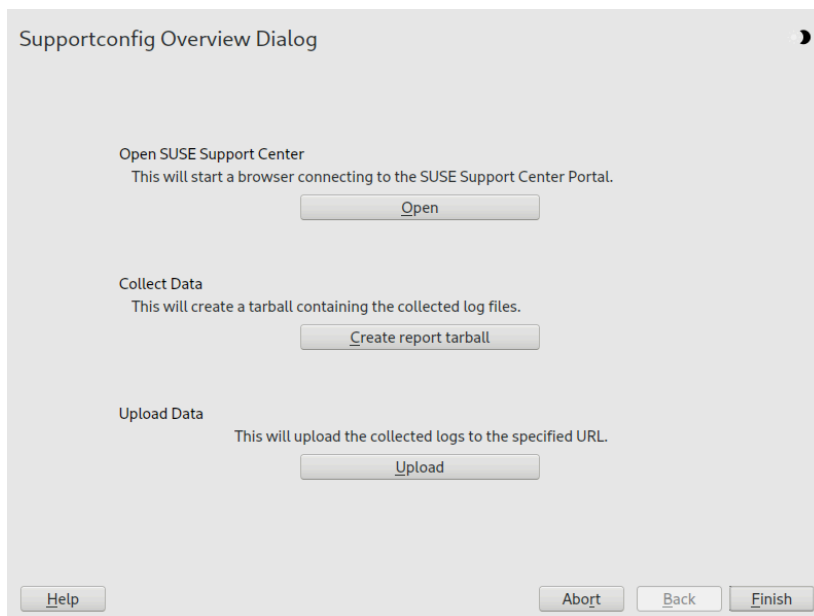 Supportconfig Overview Dialog
Open SUSE Support Center
This will start a browser connecting to the SUSE Support Center Portal.
Open
Collect Data
This will create a tarball containing the collected log files.
Create report tarball
Upload Data
This will upload the collected logs to the specified URL.
Upload
Help Abort Back Finish